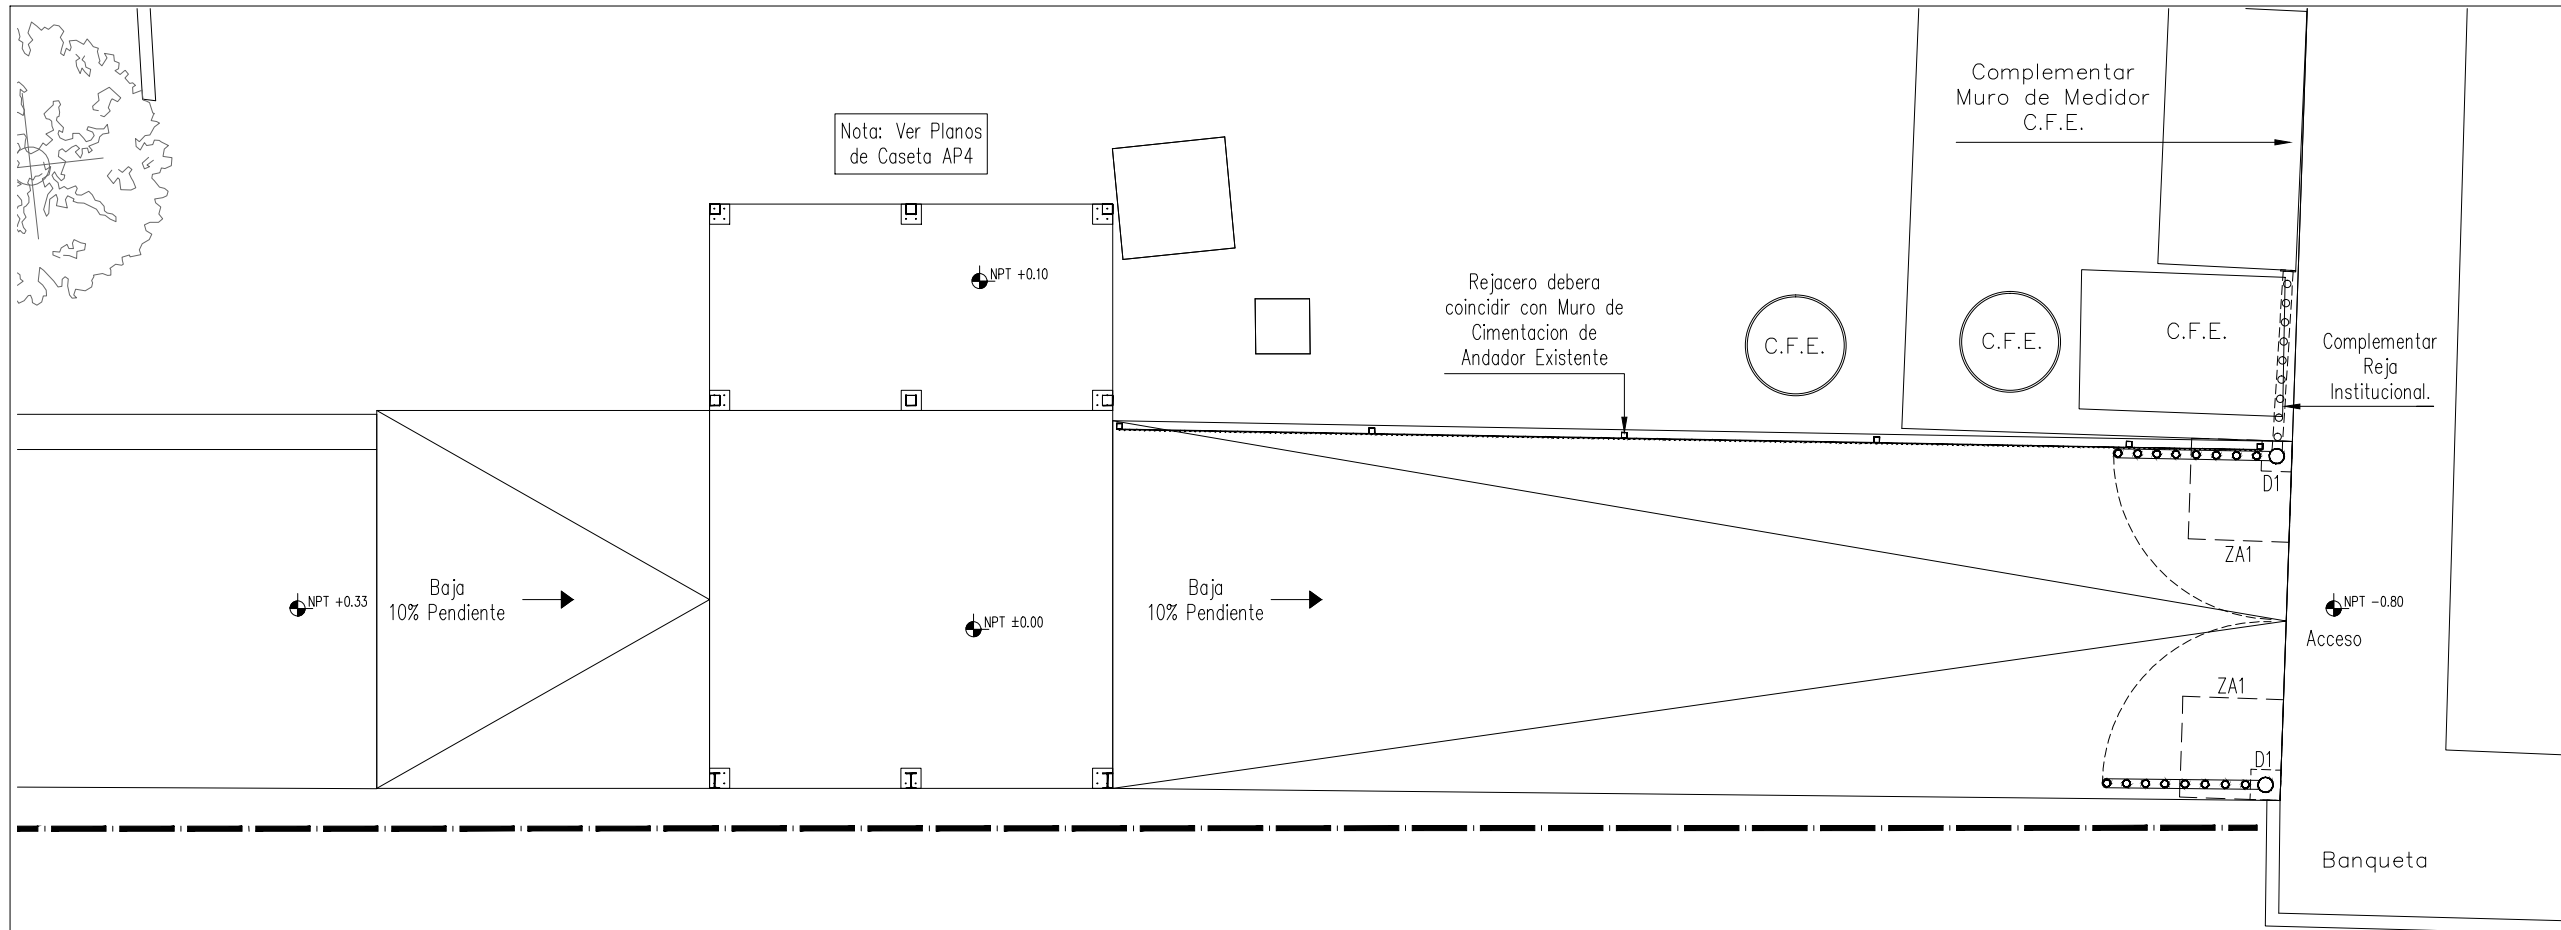 Complementar
Muro de Medidor
C.F.E.
Nota: Ver Planos
de Caseta AP4
NPT +0.10
Rejacero debera
coincidir con Muro de
Cimentacion de
Andador Existente
C.F.E.
C.F.E.
C.F.E.
Complementar
Reja
Institucional.
D1
ZA1
NPT +0.33
Baja
10% Pendiente
NPT ±0.00
Baja
10% Pendiente
NPT -0.80
Acceso
ZA1
D1
Banqueta